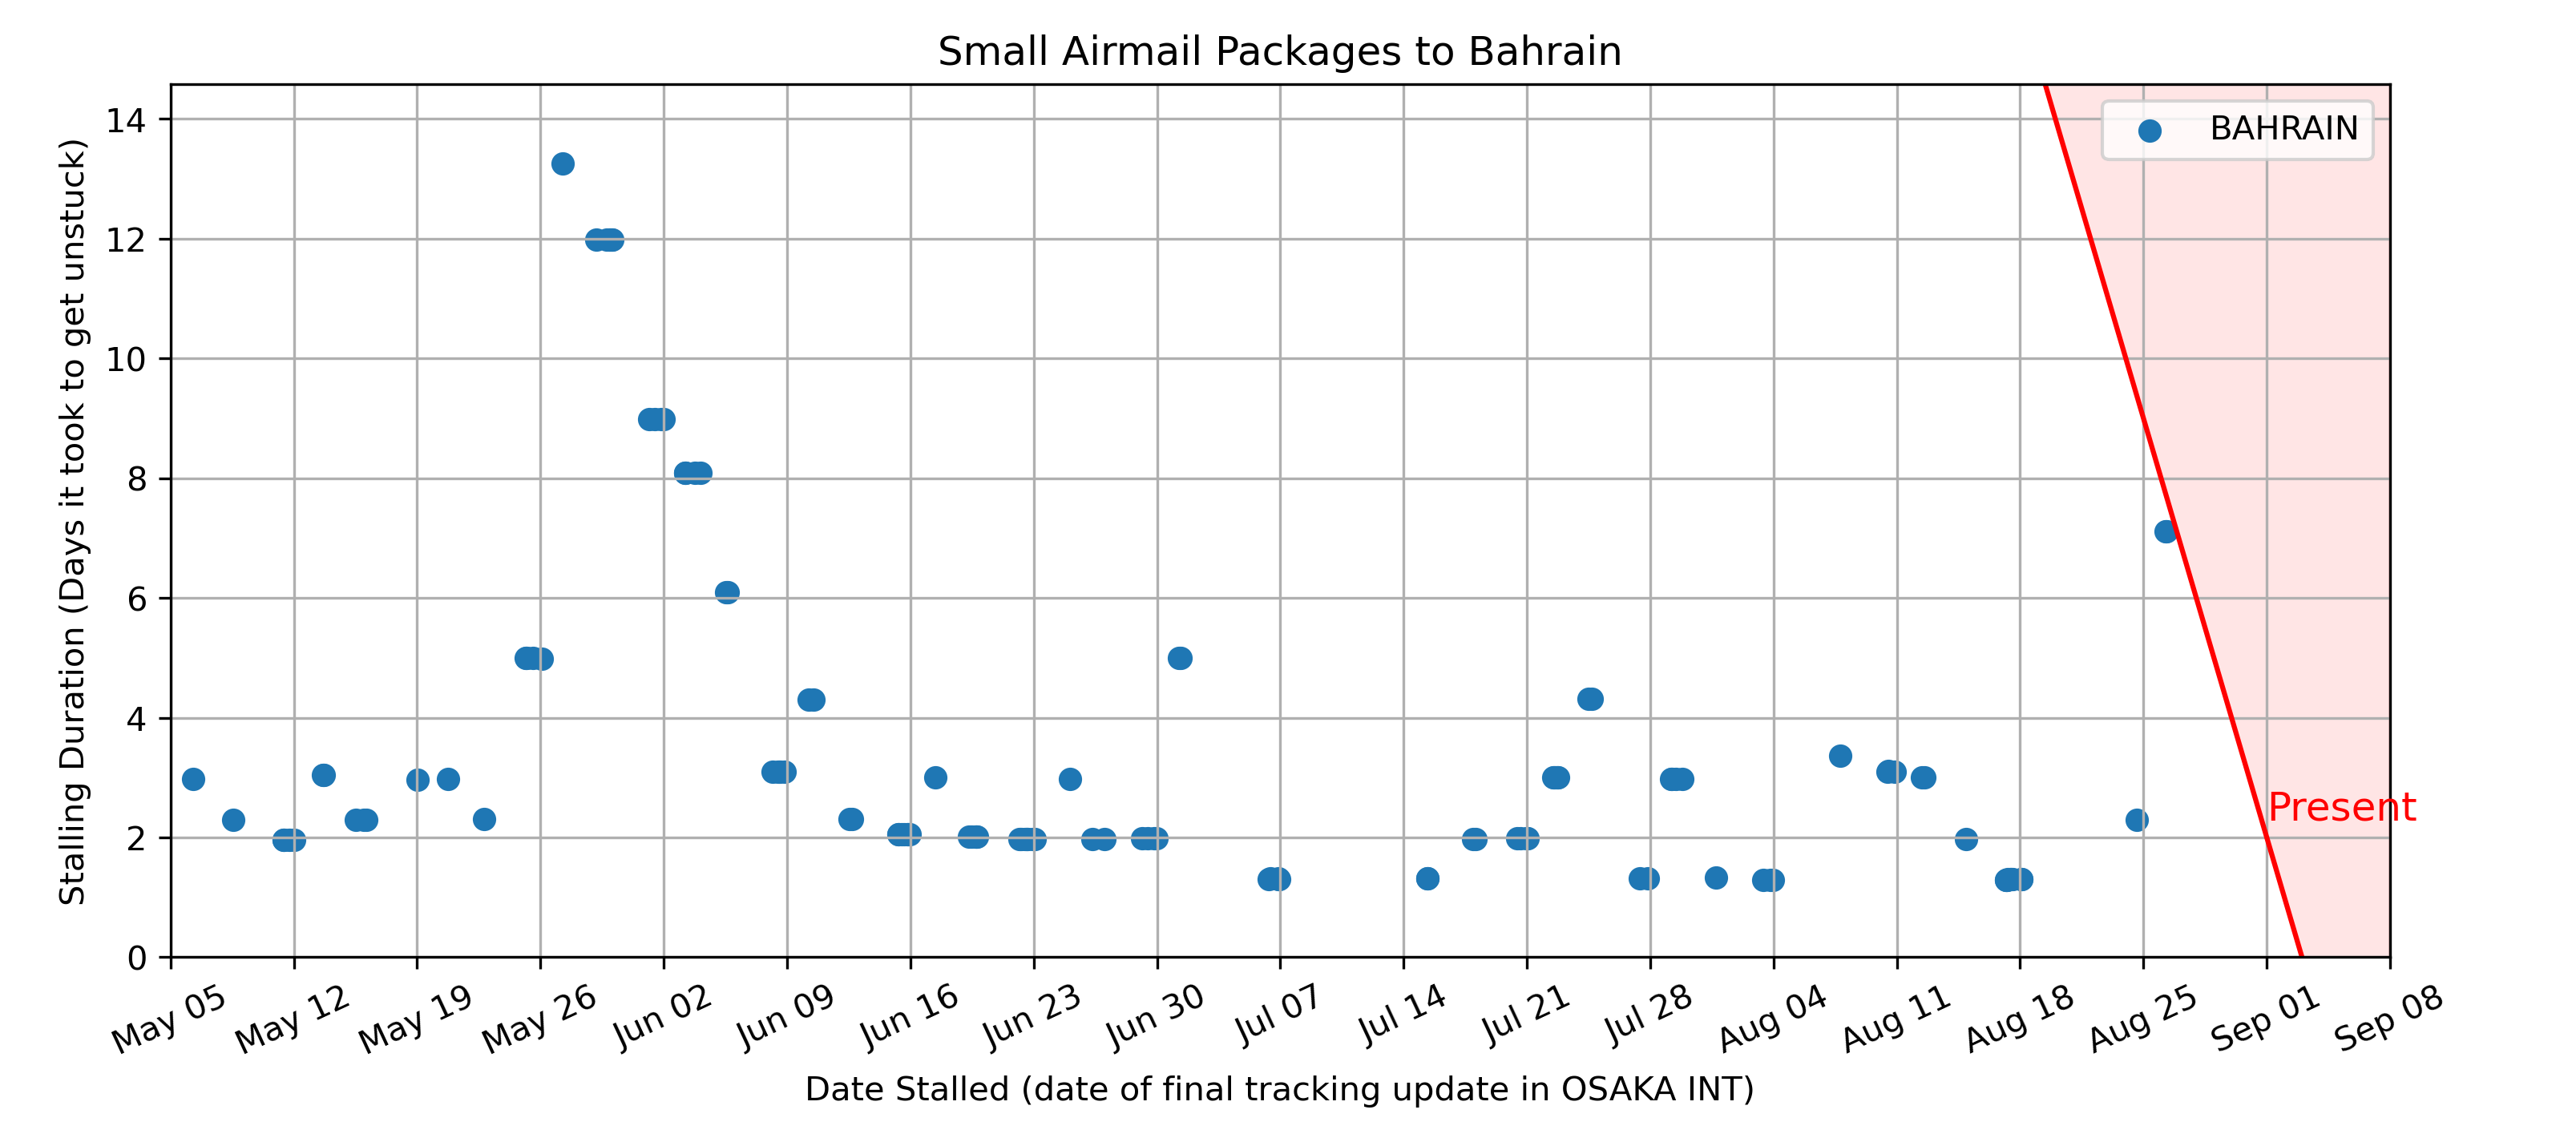 Small Airmail Packages to Bahrain
BAHRAIN
Stalling Duration (Days it took to get unstuck)
14
12
10
8
6
4
2
0
Present
May 05 May 12 May 19 May 26 Jun 02 Jun 09 Jun 16 Jun 23 Jun 30 Jul 07 Jul 14 Jul 21 Jul 28 Aug 04 Aug 11 Aug 18 Aug 25 Sep 01 Sep 08
Date Stalled (date of final tracking update in OSAKA INT)